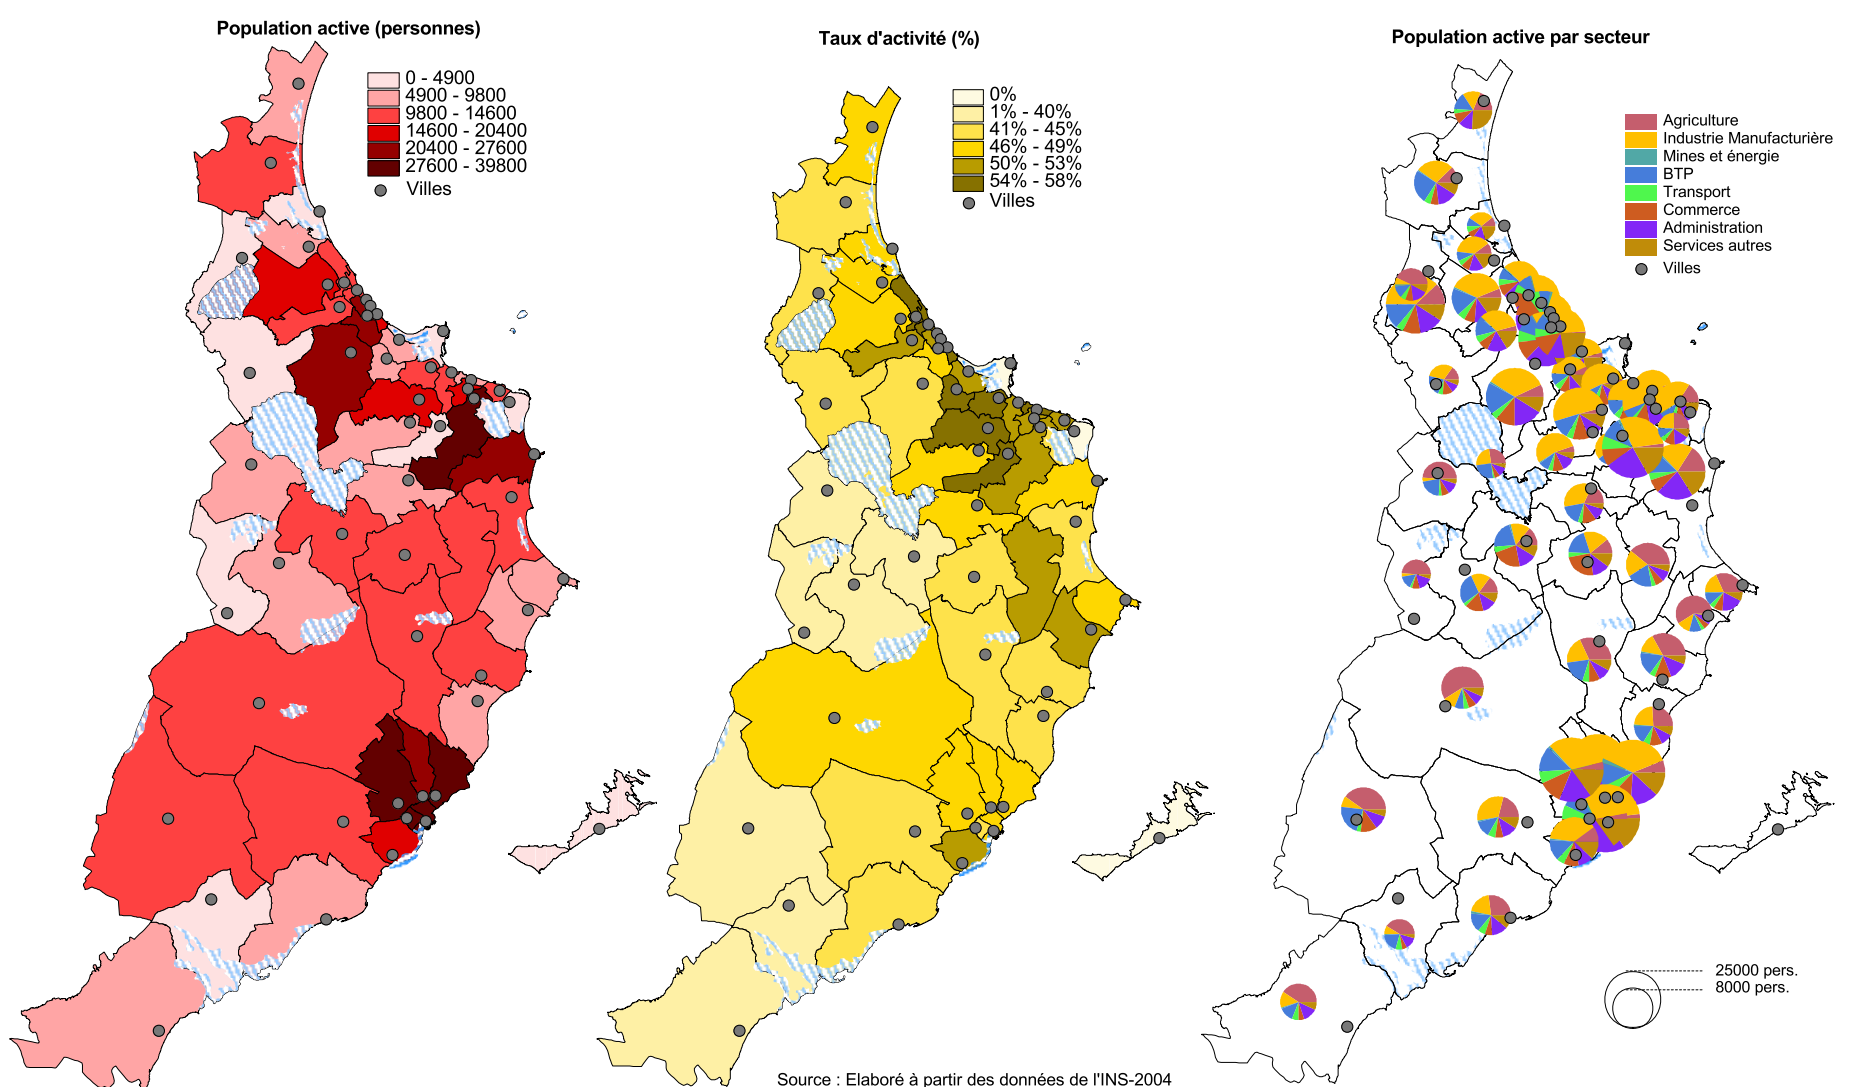 Population active (personnes)
0 - 4900
4900 - 9800
9800 - 14600
14600 - 20400
20400 - 27600
27600 - 39800
Villes
Taux d'activité (%)
0%
1% - 40%
41% - 45%
46% - 49%
50% - 53%
54% - 58%
Villes
Population active par secteur
Agriculture
Industrie Manufacturière
Mines et énergie
BTP
Transport
Commerce
Administration
Services autres
Villes
25000 pers.
8000 pers.
Source : Elaboré à partir des données de l'INS-2004